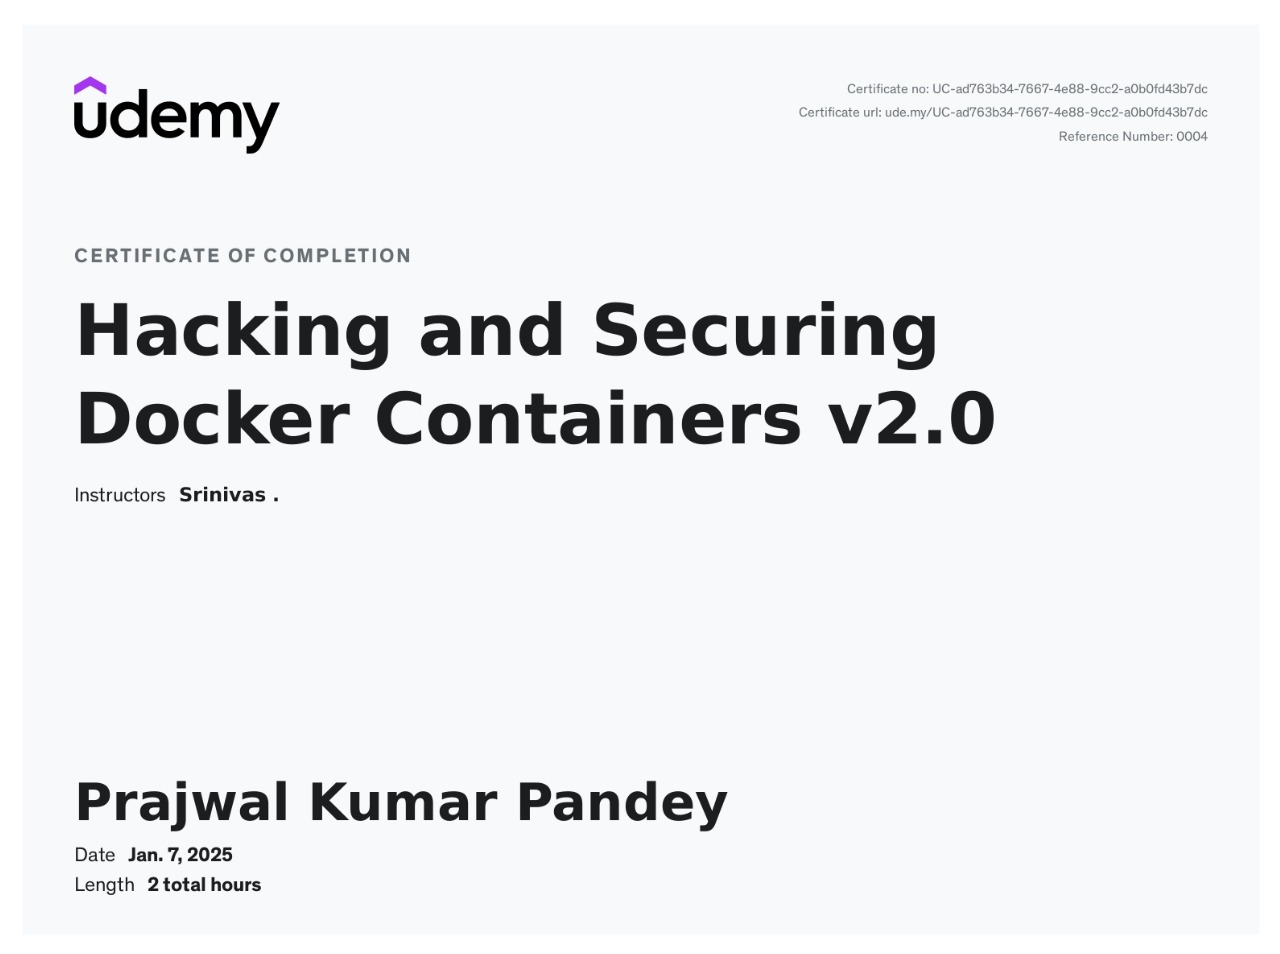 udemy
Certificate no: UC-ad763b34-7667-4e88-9cc2-a0b0fd43b7dc
Certificate url: ude.my/UC-ad763b34-7667-4e88-9cc2-a0b0fd43b7dc
Reference Number: 0004
CERTIFICATE OF COMPLETION
Hacking and Securing
Docker Containers v2.0
Instructors Srinivas .
Prajwal Kumar Pandey
Date Jan. 7, 2025
Length 2 total hours